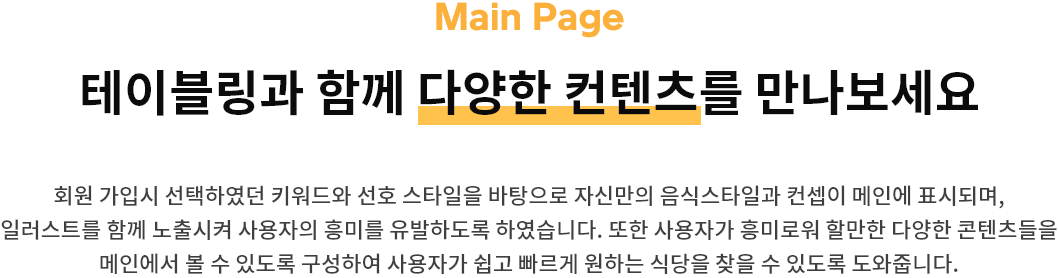 Main Page
테이블링과 함께 다양한 컨텐츠를 만나보세요
회원 가입시 선택하였던 키워드와 선호 스타일을 바탕으로 자신만의 음식스타일과 컨셉이 메인에 표시되며,
일러스트를 함께 노출시켜 사용자의 흥미를 유발하도록 하였습니다. 또한 사용자가 흥미로워 할만한 다양한 콘텐츠들을
메인에서 볼 수 있도록 구성하여 사용자가 쉽고 빠르게 원하는 식당을 찾을 수 있도록 도와줍니다.